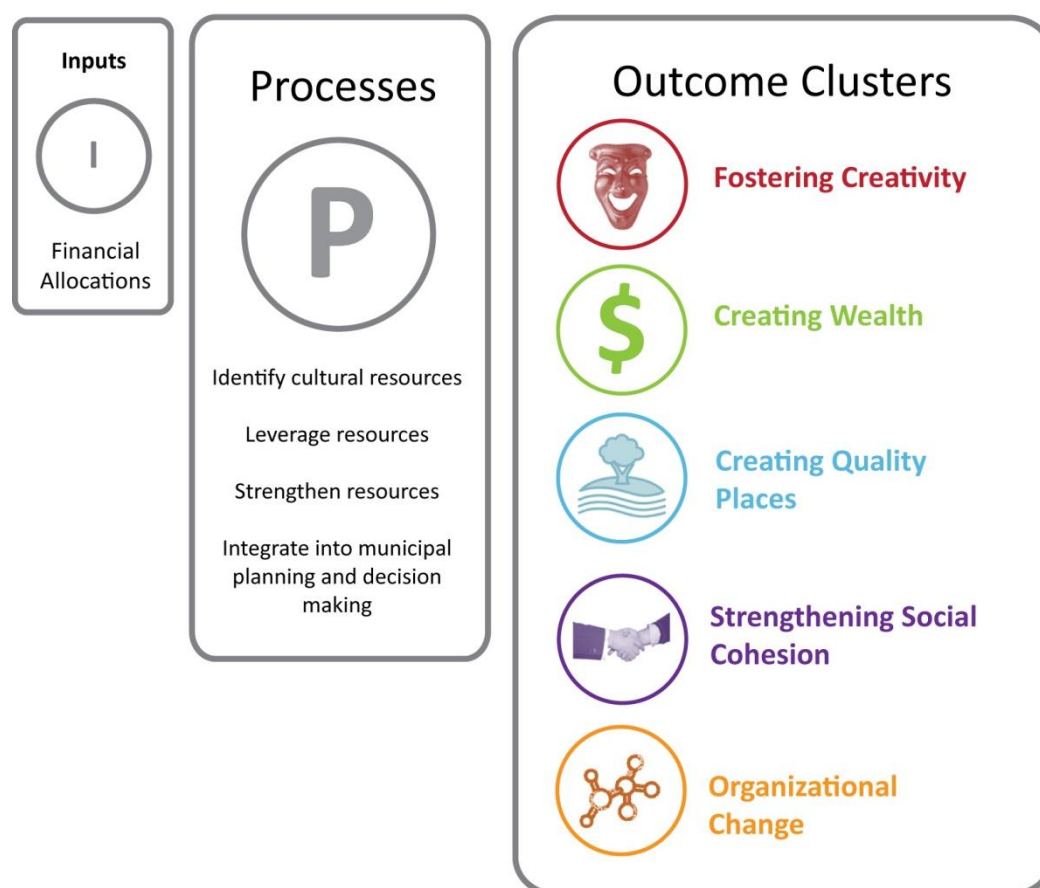 Inputs
I
Financial
Allocations
Processes
P
Identify cultural resources
Leverage resources
Strengthen resources
Integrate into municipal
planning and decision
making
Outcome Clusters
Fostering Creativity
$
Creating Wealth
Creating Quality
Places
Strengthening Social
Cohesion
Organizational
Change